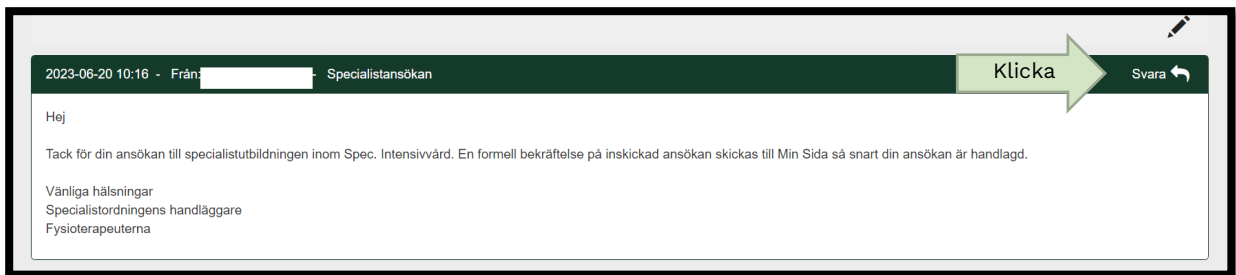 2023-06-20 10:16 - Från: - Specialistansökan
Klicka
Svara
Hej
Tack för din ansökan till specialistutbildningen inom Spec. Intensivvård. En formell bekräftelse på inskickad ansökan skickas till Min Sida så snart din ansökan är handlagd.
Vänliga hälsningar
Specialistordningens handläggare
Fysioterapeuterna